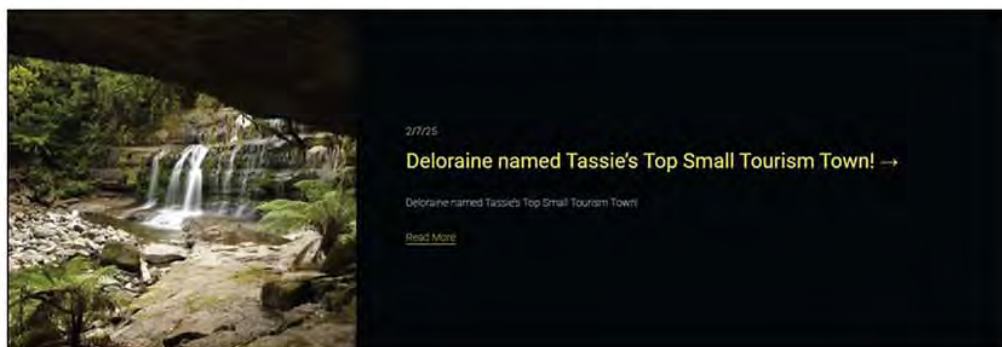 2/7/25
Deloraine named Tassie's Top Small Tourism Town! →
Deloraine named Tassie's Top Small Tourism Town!
Read More